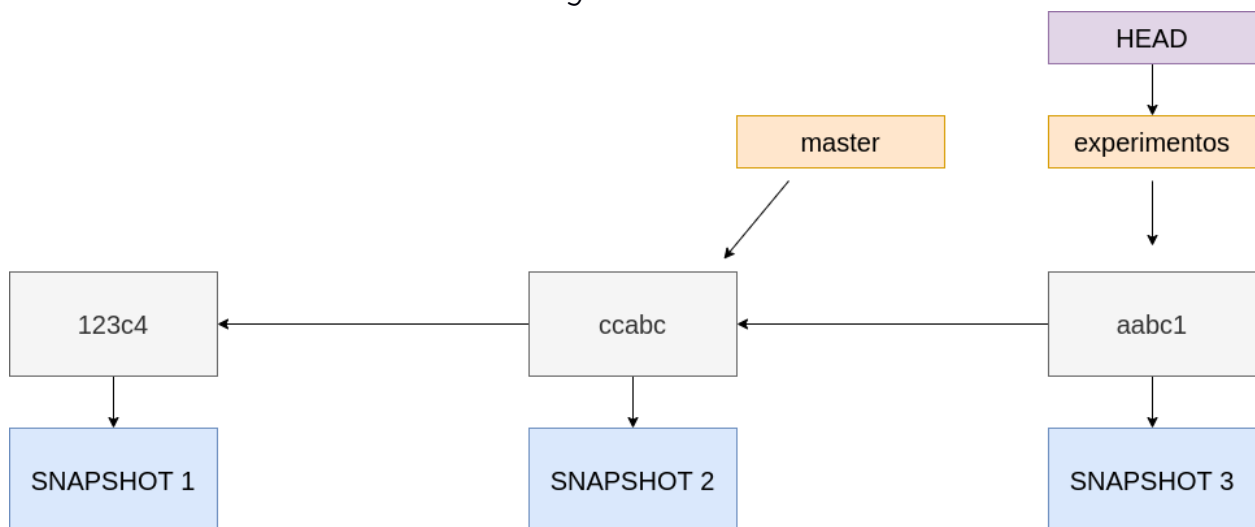 HEAD
master
experimentos
123c4
ccabc
aabc1
SNAPSHOT 1
SNAPSHOT 2
SNAPSHOT 3